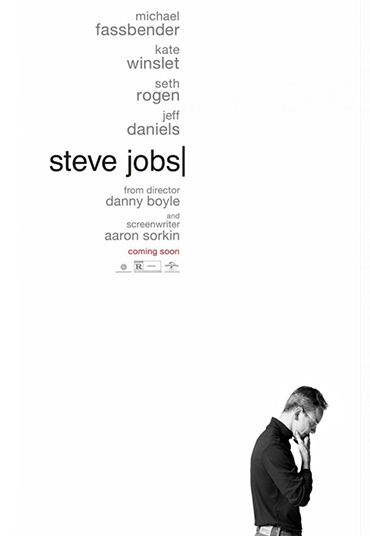 michael
fassbender
kate
winslet
seth
rogen
jeff
daniels
steve jobs
from director
danny boyle
and
screenwriter
aaron sorkin
coming soon
R